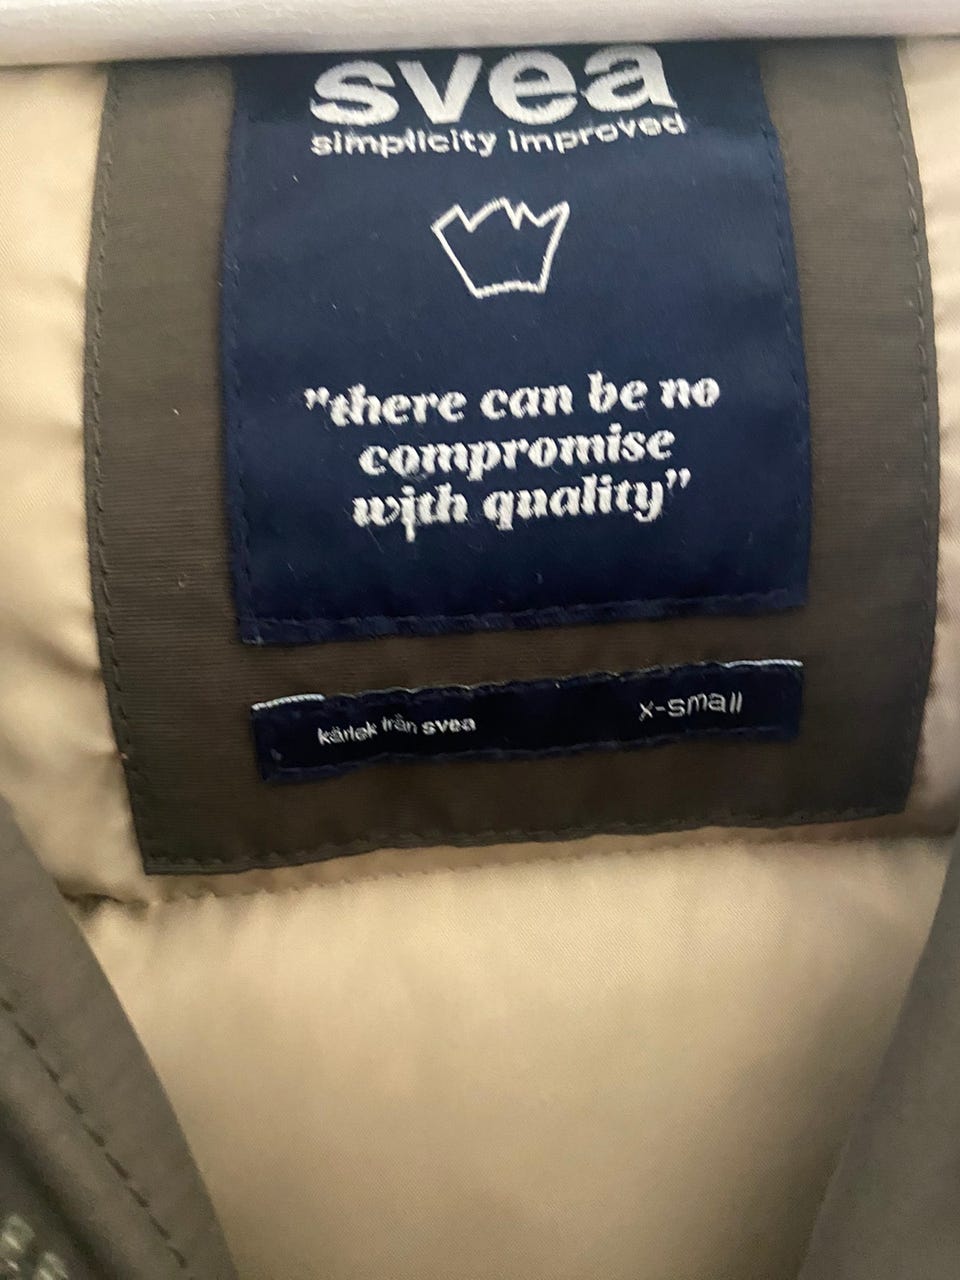 svea
simplicity improved
"there can be no
compromise
with quality"
kärlek från svea
x-small